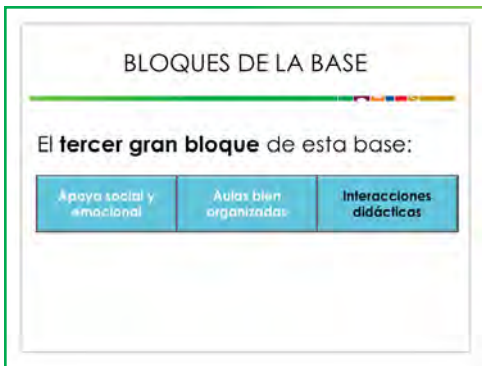 BLOQUES DE LA BASE
El tercer gran bloque de esta base:
Apoyo social y
emocional
Aulas bien
organizadas
Interacciones
didácticas